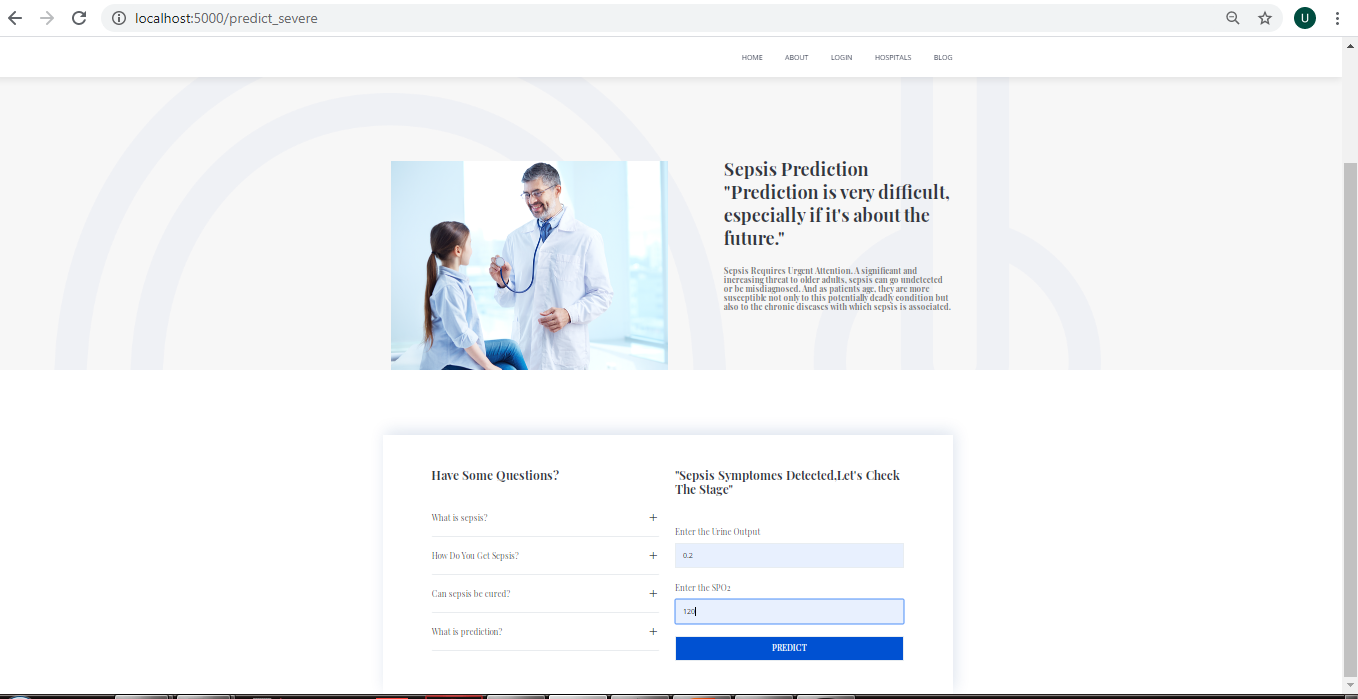 localhost:5000/predict_severe
U
HOME ABOUT LOGIN HOSPITALS BLOG
Sepsis Prediction
"Prediction is very difficult,
especially if it's about the
future."
Sepsis Requires Urgent Attention. A significant and
increasing threat to older adults, sepsis can go undetected
or be misdiagnosed. And as patients age, they are more
susceptible not only to this potentially deadly condition but
also to the chronic diseases with which sepsis is associated.
Have Some Questions?
What is sepsis?
How Do You Get Sepsis?
Can sepsis be cured?
What is prediction?
"Sepsis Symptomes Detected,Let's Check
The Stage"
Enter the Urine Output
0.2
Enter the SPO2
120
PREDICT